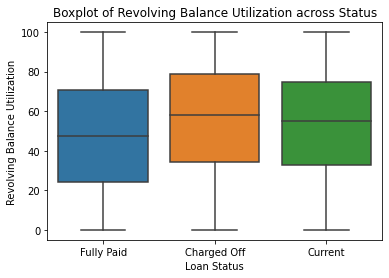 Boxplot of Revolving Balance Utilization across Status
Revolving Balance Utilization
100
80
60
40
20
0
Fully Paid
Charged Off
Current
Loan Status